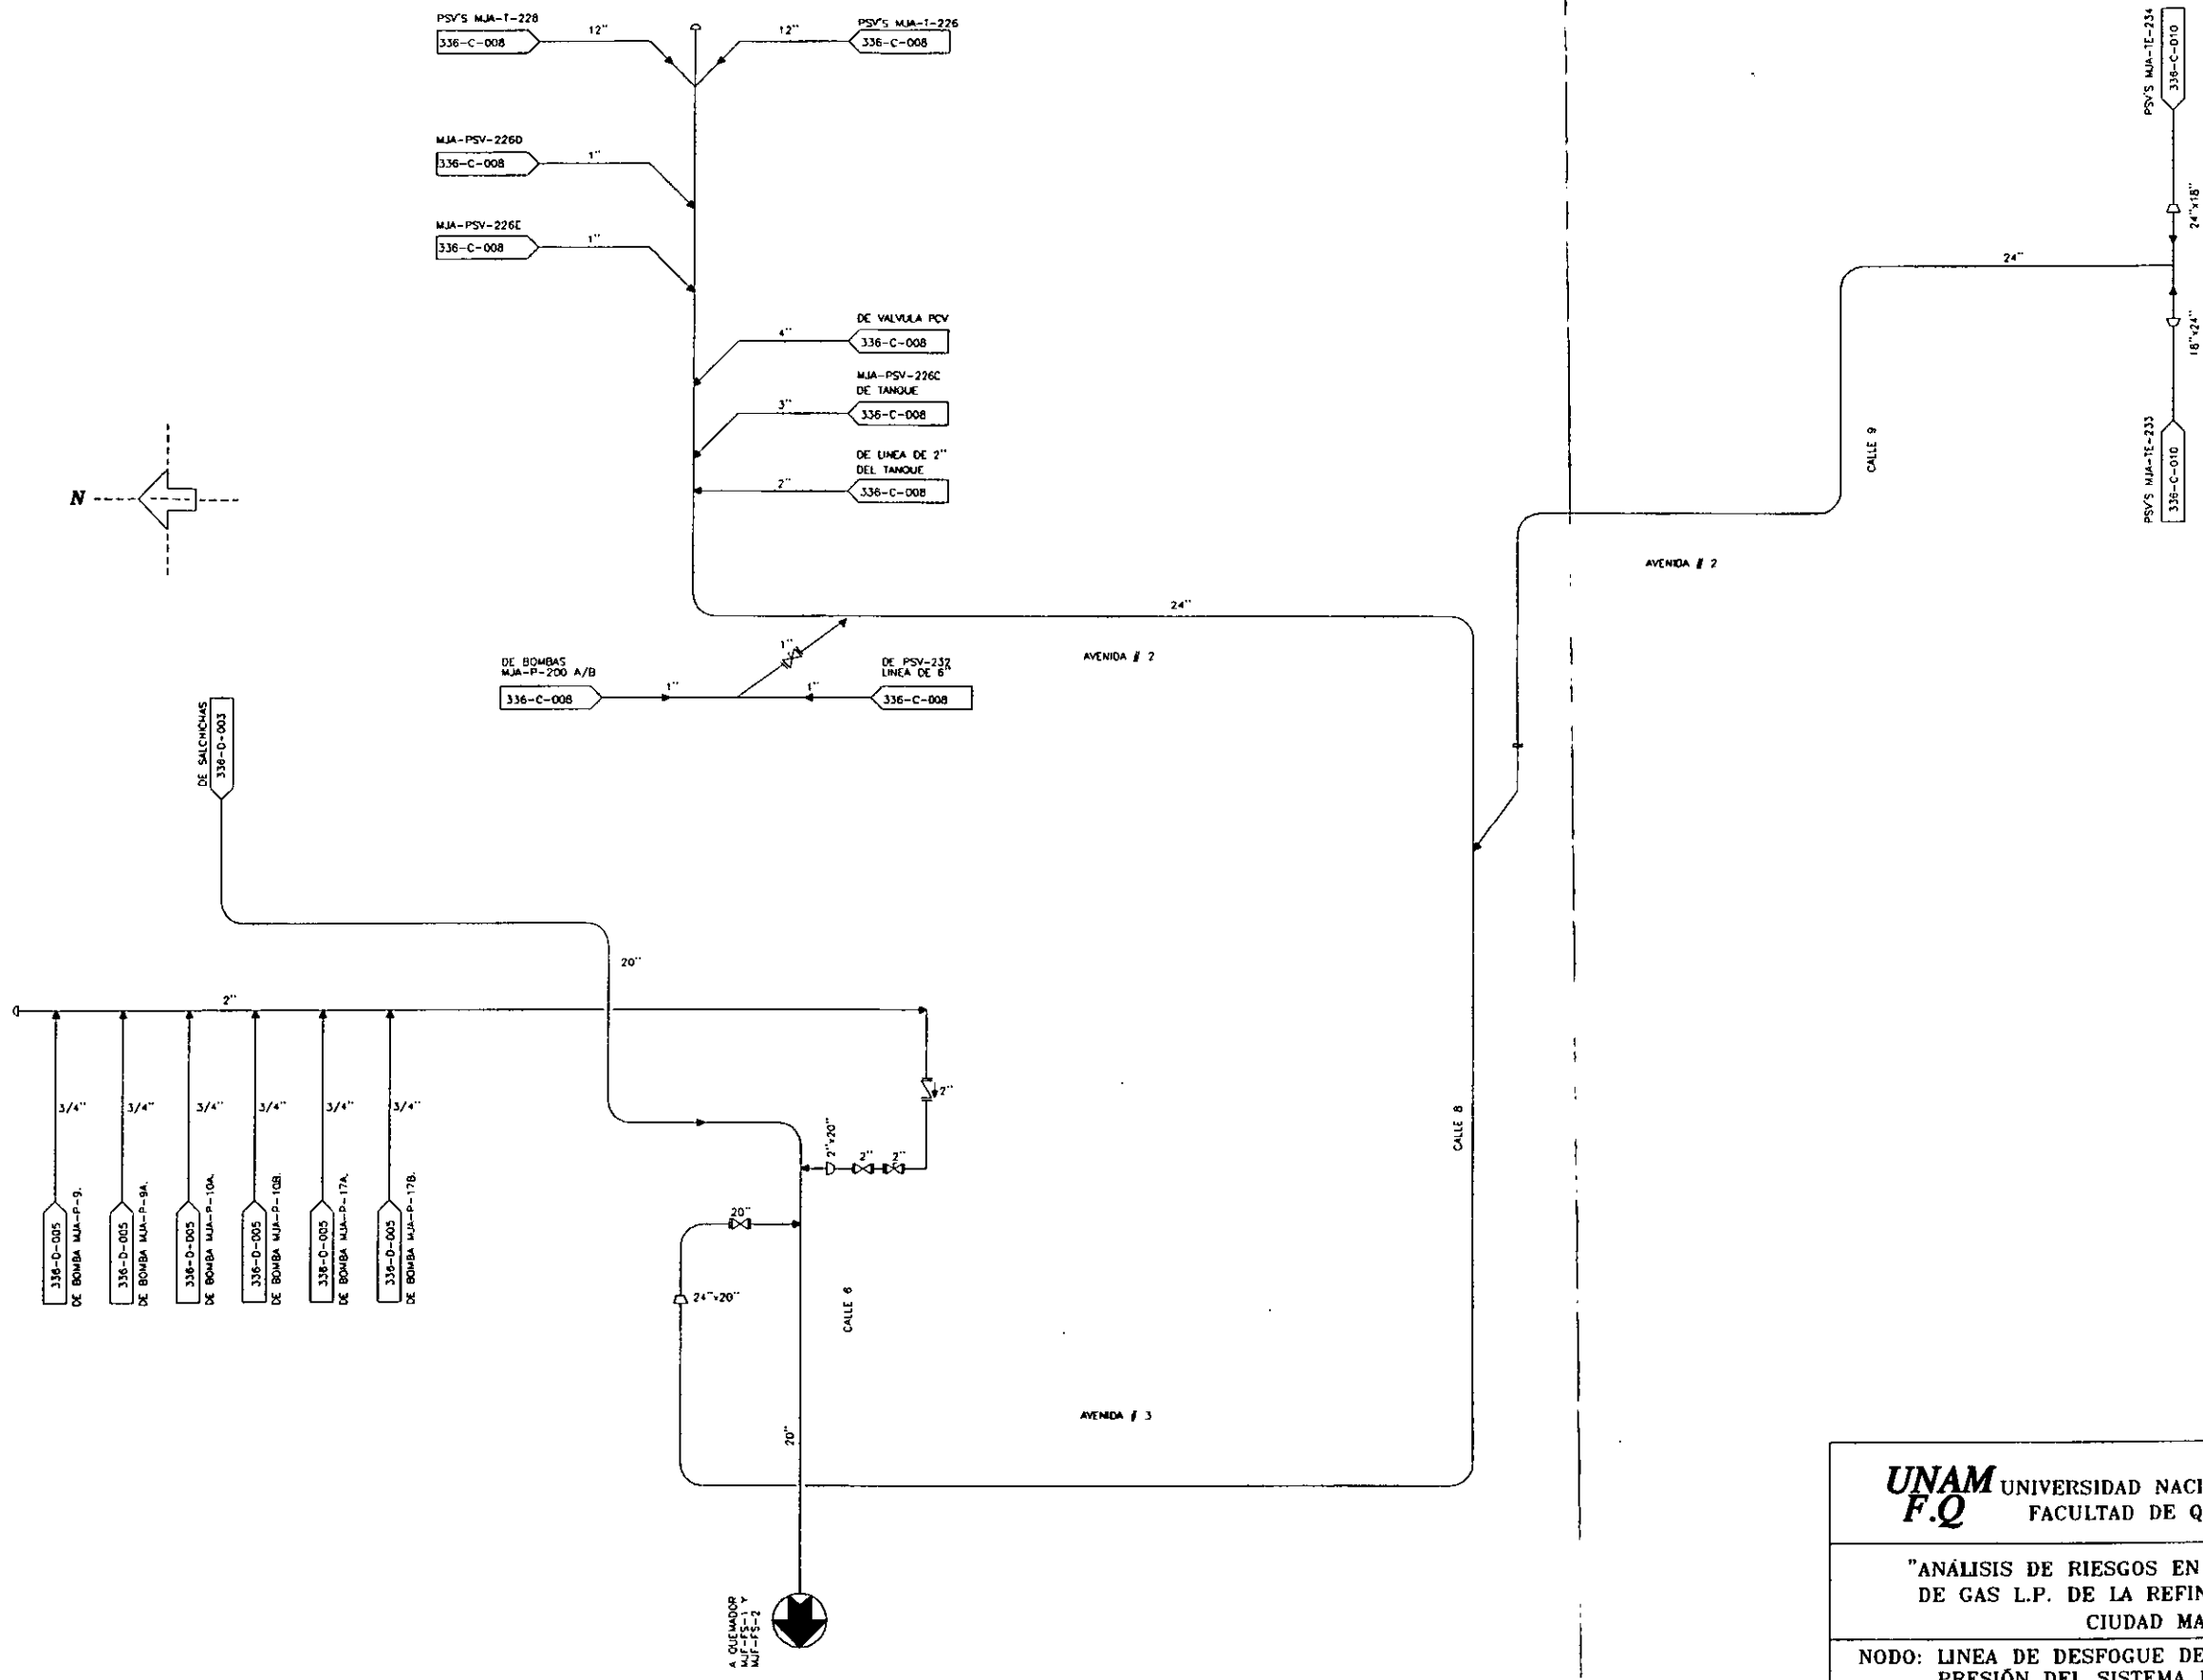 PSV'S MJA-T-228
336-C-008
12"
PSV'S MJA-T-226
336-C-008
12"
MJA-PSV-226D
336-C-008
1"
MJA-PSV-226E
336-C-008
1"
DE VALVULA PCV
336-C-008
4"
MJA-PSV-226C
DE TANQUE
336-C-008
3"
DE LINEA DE 2"
DEL TANQUE
336-C-008
2"
N
24"
AVENIDA # 2
1"
DE BOMBAS
MJA-P-200 A/B
336-C-008
1"
DE PSV-232
LINEA DE 6"
336-C-008
1"
PSV'S MJA-TE-234
336-C-010
24"x18"
24"
18"x24"
PSV'S MJA-TE-233
336-C-010
CALLE 9
AVENIDA # 2
DE SALCHICHAS
336-D-003
20"
2"
3/4"
3/4"
3/4"
3/4"
3/4"
3/4"
336-D-005
DE BOMBA MJA-P-9.
336-D-005
DE BOMBA MJA-P-9A.
336-D-005
DE BOMBA MJA-P-10A.
336-D-005
DE BOMBA MJA-P-10B.
336-D-005
DE BOMBA MJA-P-17A.
336-D-005
DE BOMBA MJA-P-17B.
2"
2"x20"
2"
2"
20"
24"x20"
CALLE 6
CALLE 8
20"
AVENIDA # 3
A QUEMADOR
MJF-FS-1 Y
MJF-FS-2
UNAM UNIVERSIDAD NACI
F.Q FACULTAD DE Q
"ANÁLISIS DE RIESGOS EN
DE GAS L.P. DE LA REFIN
CIUDAD MA
NODO: LINEA DE DESFOGUE DE
PRESIÓN DEL SISTEMA